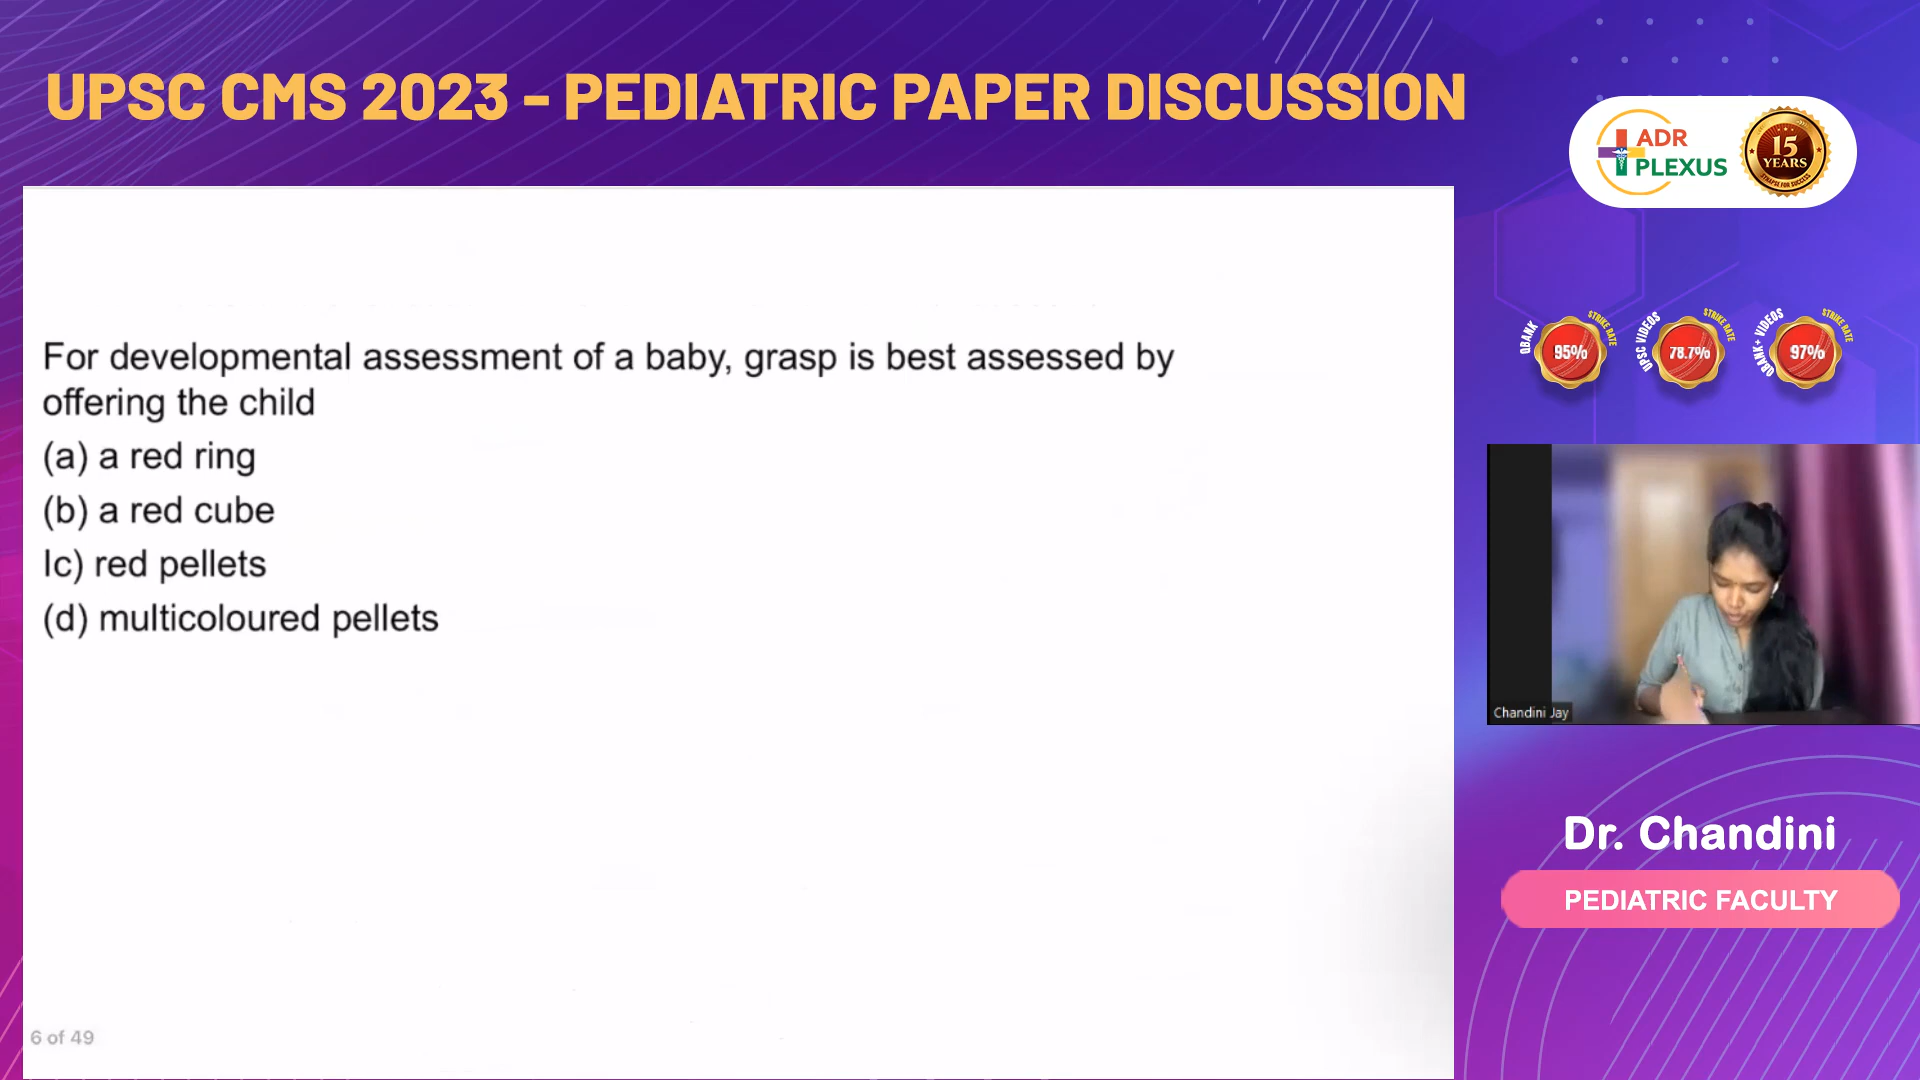 UPSC CMS 2023 - PEDIATRIC PAPER DISCUSSION
ADR
PLEXUS
15
YEARS
For developmental assessment of a baby, grasp is best assessed by
offering the child
(a) a red ring
(b) a red cube
Ic) red pellets
(d) multicoloured pellets
6 of 49
QBANK
STRIKE RATE
95%
UPSC VIDEOS
STRIKE RATE
78.7%
QBANK+ VIDEOS
STRIKE RATE
97%
Chandini Jay
Dr. Chandini
PEDIATRIC FACULTY